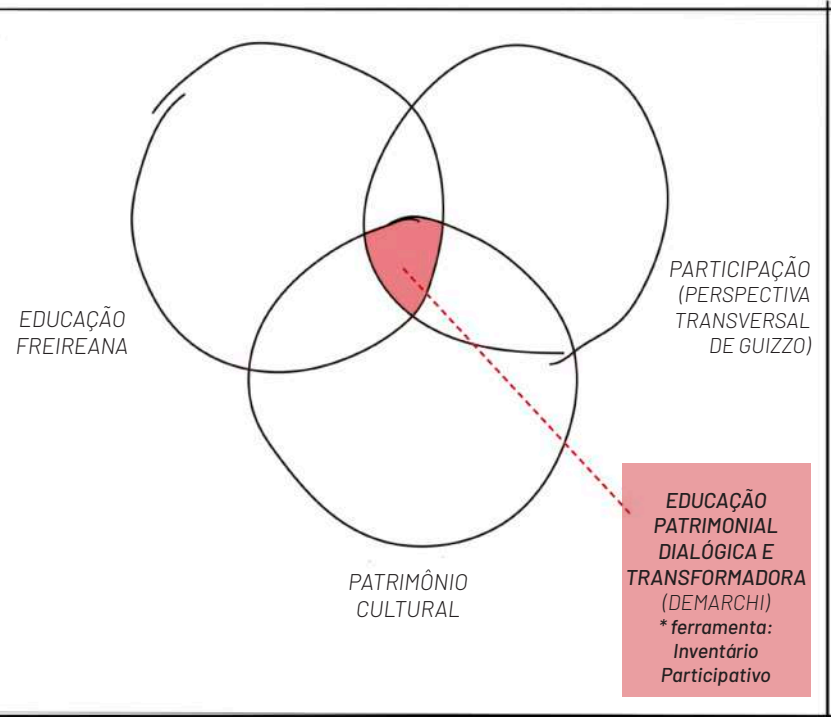 EDUCAÇÃO
FREIREANA
PARTICIPAÇÃO
(PERSPECTIVA
TRANSVERSAL
DE GUIZZO)
PATRIMÔNIO
CULTURAL
EDUCAÇÃO
PATRIMONIAL
DIALÓGICA E
TRANSFORMADORA
(DEMARCHI)
* ferramenta:
Inventário
Participativo